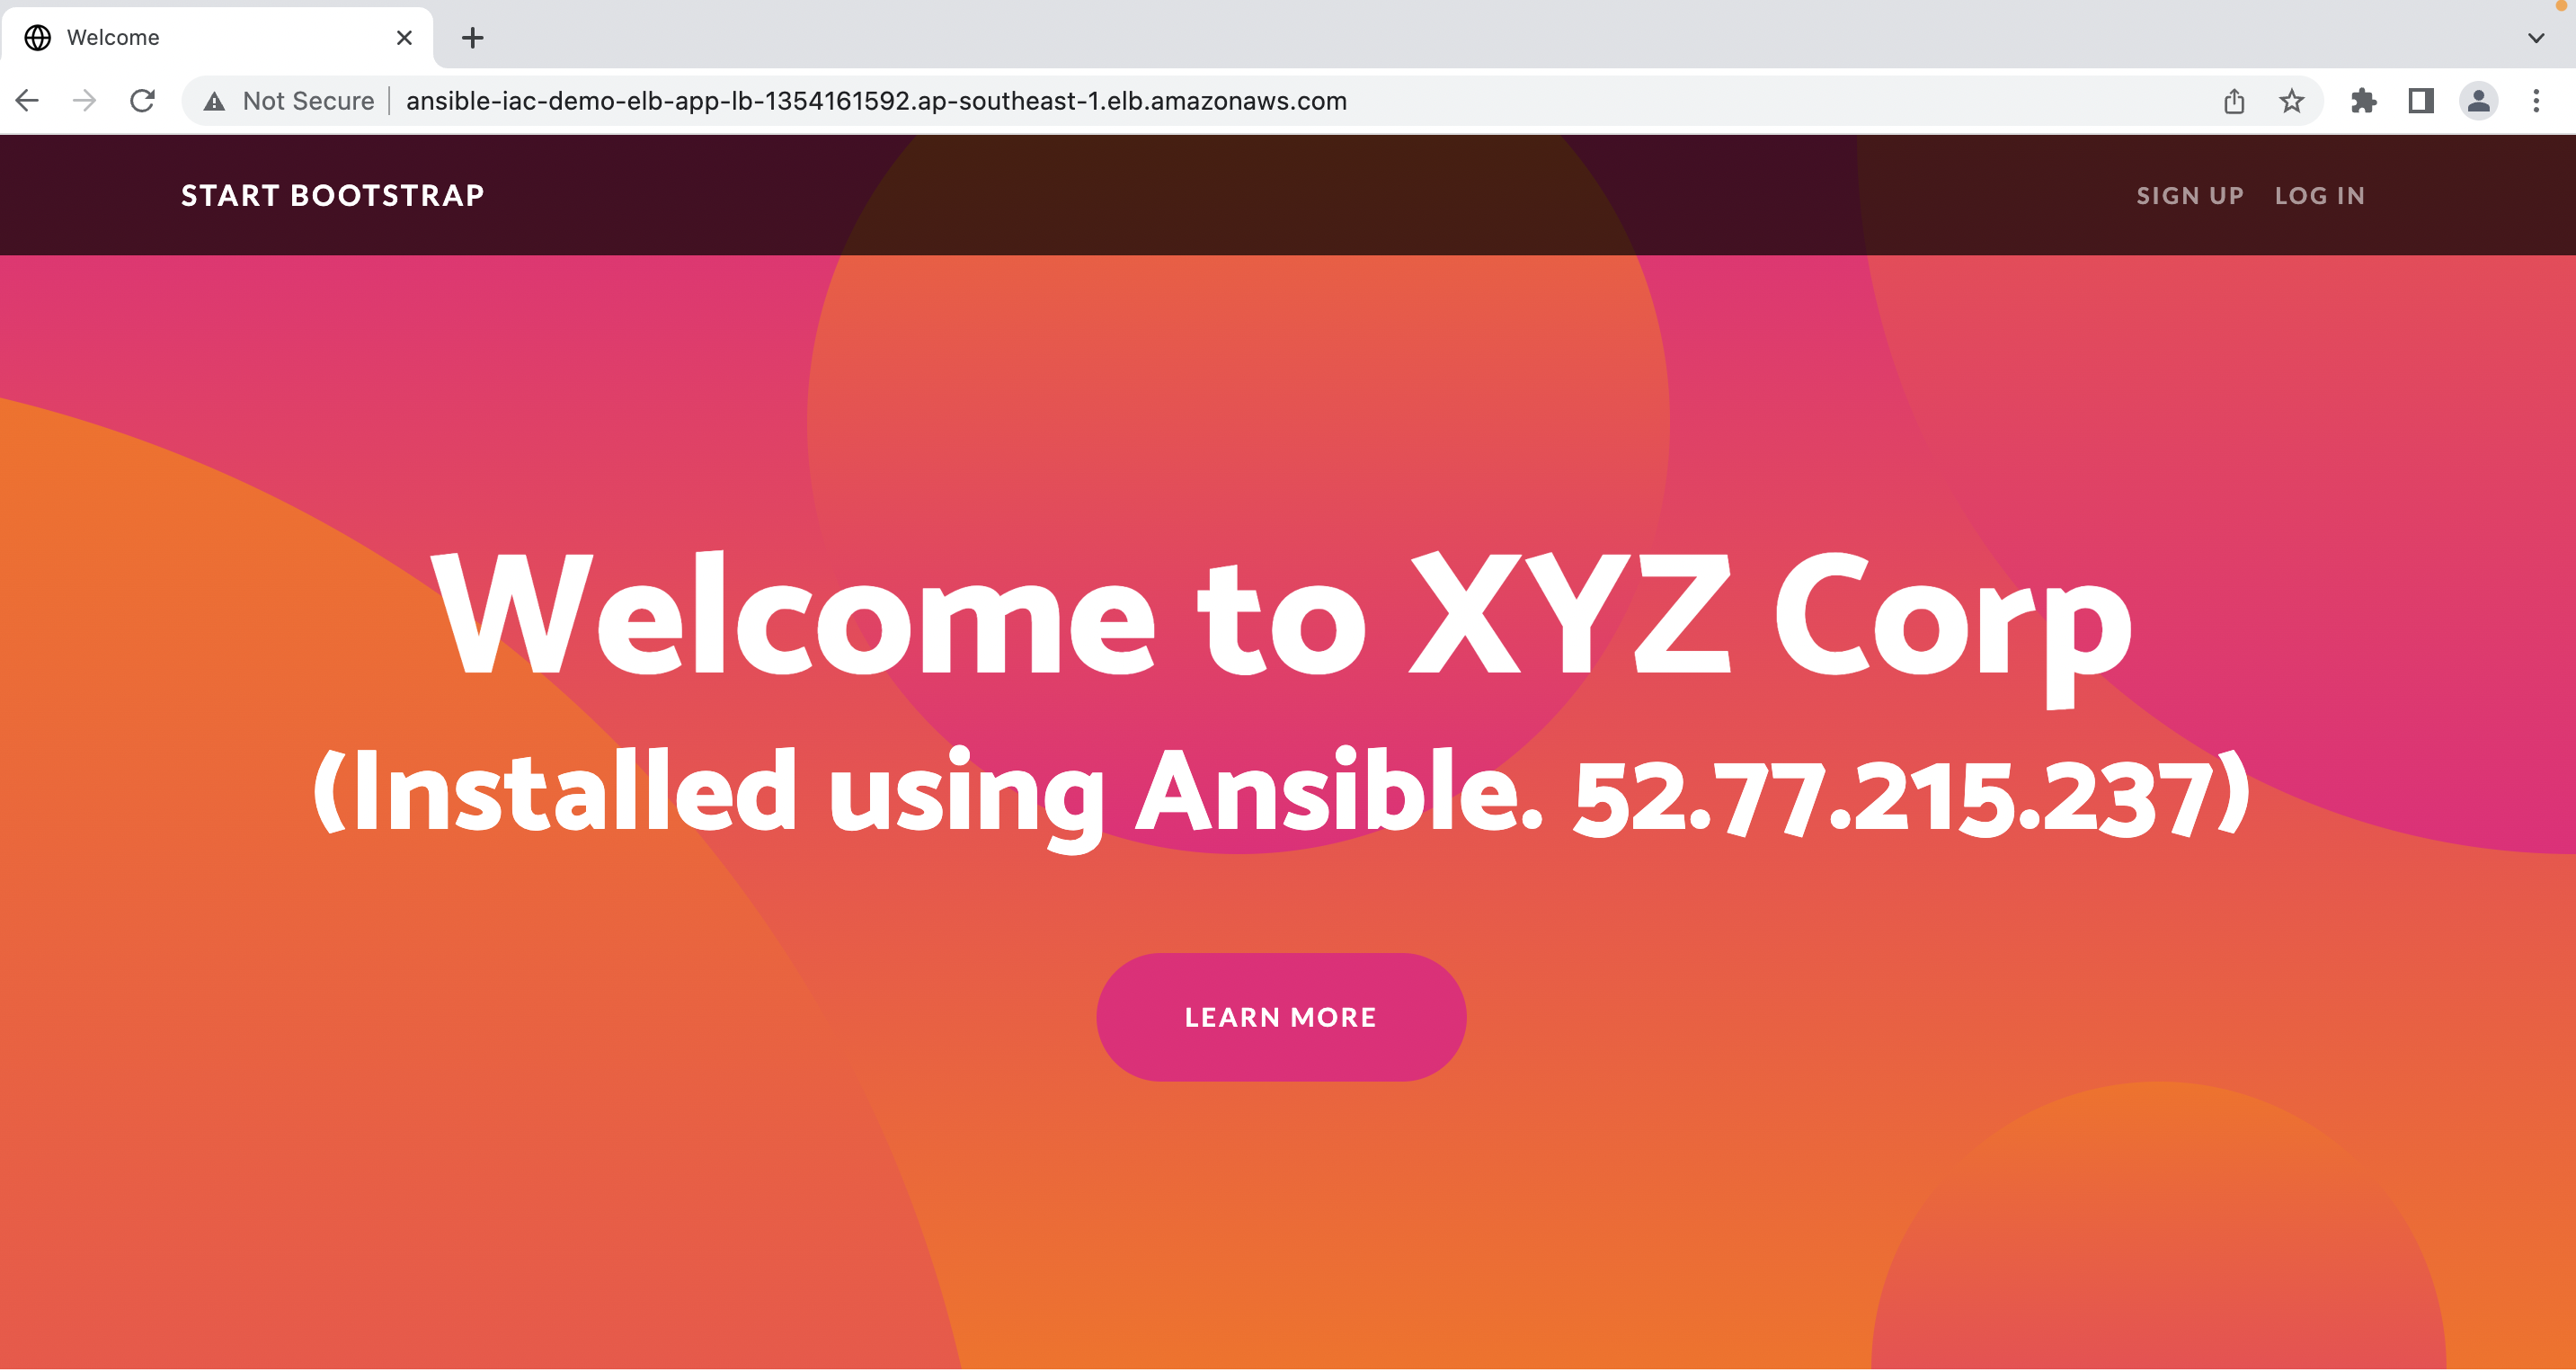 Welcome
Not Secure
ansible-iac-demo-elb-app-lb-1354161592.ap-southeast-1.elb.amazonaws.com
START BOOTSTRAP
SIGN UP
LOG IN
Welcome to XYZ Corp
(Installed using Ansible. 52.77.215.237)
LEARN MORE